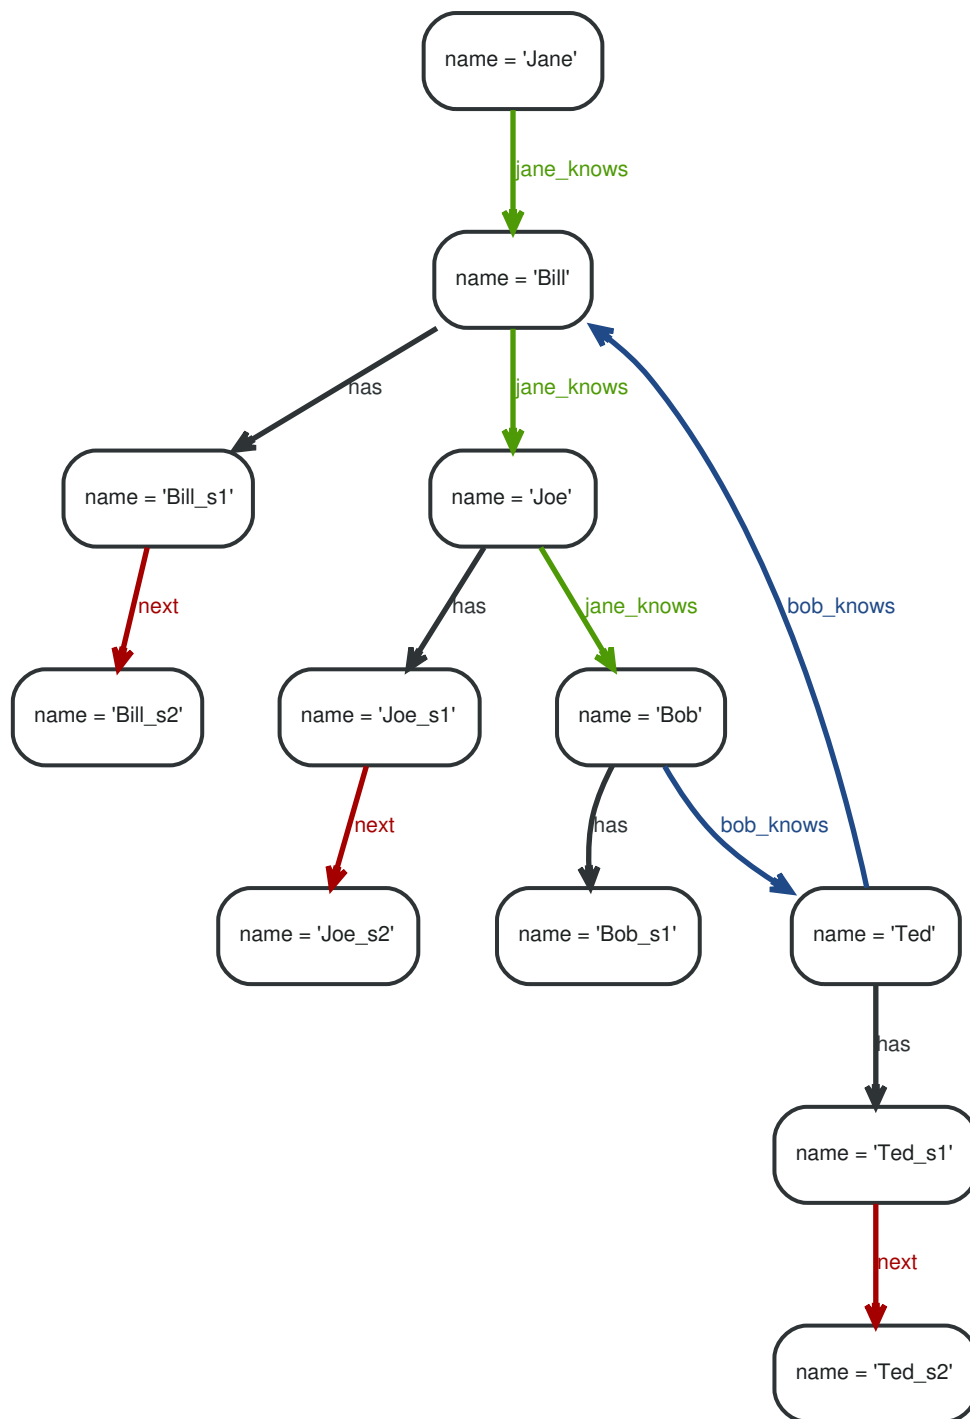 name = 'Jane'
jane_knows
name = 'Bill'
has
jane_knows
name = 'Bill_s1'
name = 'Joe'
next
has
jane_knows
bob_knows
name = 'Bill_s2'
name = 'Joe_s1'
name = 'Bob'
next
has
bob_knows
name = 'Joe_s2'
name = 'Bob_s1'
name = 'Ted'
has
name = 'Ted_s1'
next
name = 'Ted_s2'